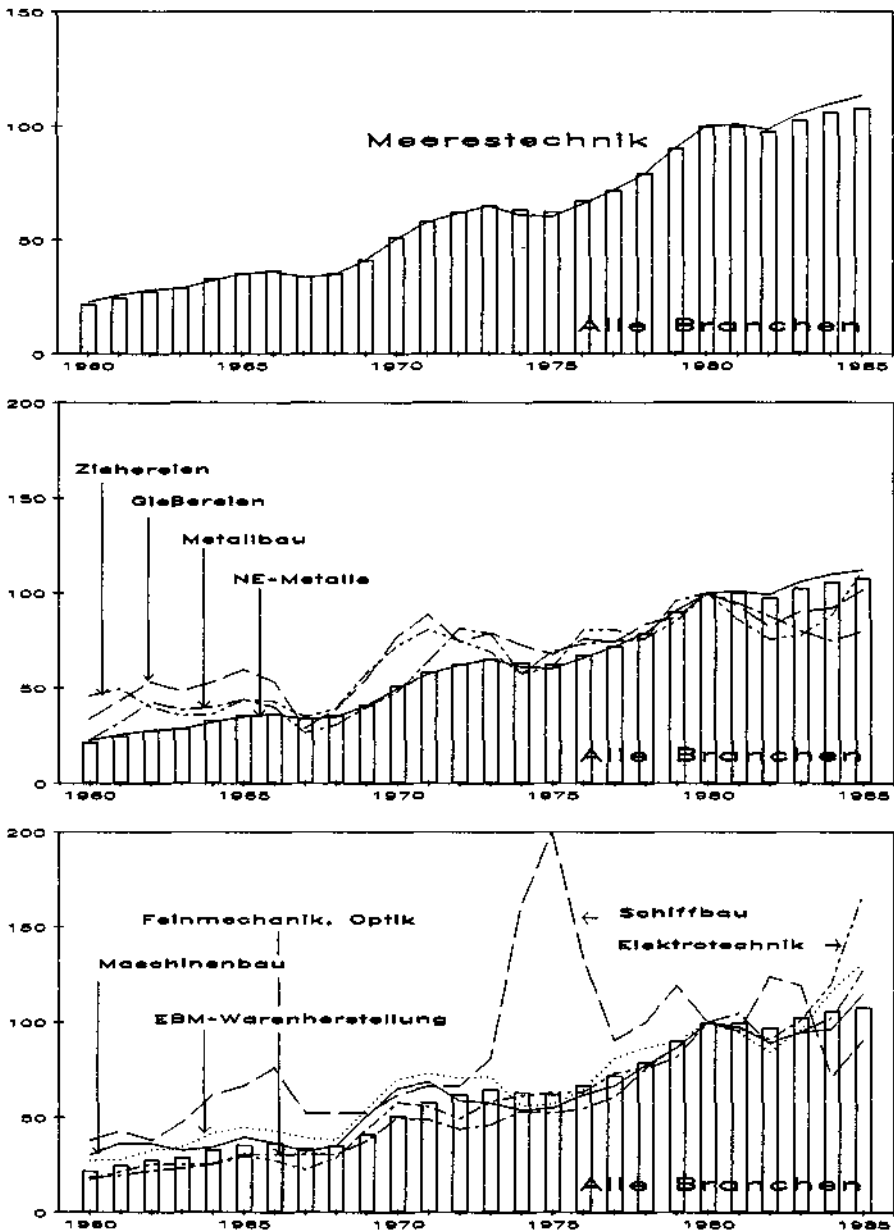 150
100
Meerestechnik
50
Alle Branchen
0
1960 1965 1970 1975 1980 1985
200
Ziehereien
150
Gießereien
Metallbau
NE-Metalle
100
50
Alle Branchen
0
1960 1965 1970 1975 1980 1985
200
Feinmechanik, Optik
Schiffbau
150
Elektrotechnik
Maschinenbau
EBM-Warenherstellung
100
50
Alle Branchen
0
1960 1965 1970 1975 1980 1985